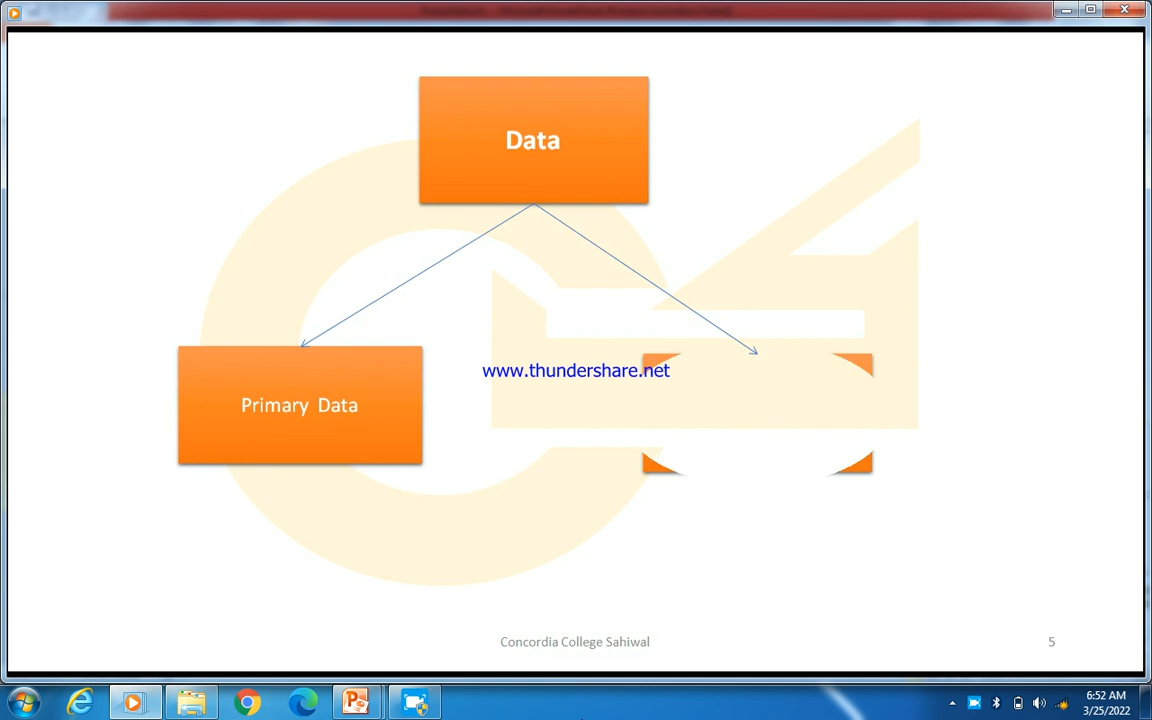 Data
Primary Data
www.thundershare.net
Concordia College Sahiwal
5
6:52 AM
3/25/2022